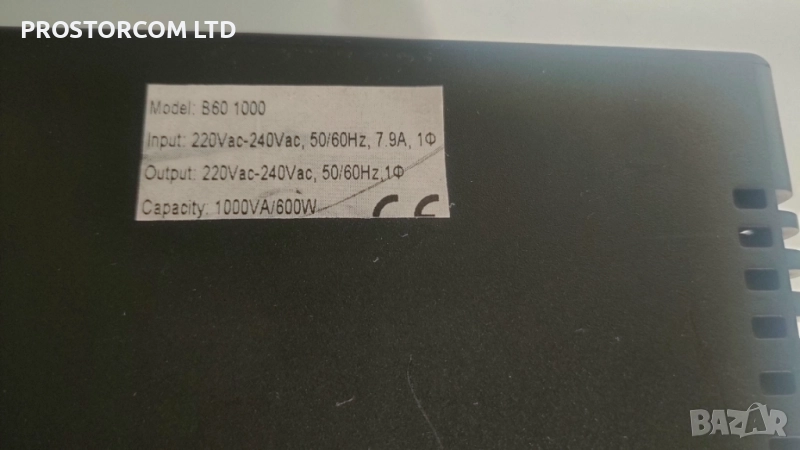 PROSTORCOM LTD
Model: B60 1000
Input: 220Vac-240Vac, 50/60Hz, 7.9A, 1Φ
Output: 220Vac-240Vac, 50/60Hz,1Φ
Capacity: 1000VA/600W CE
BAZAR